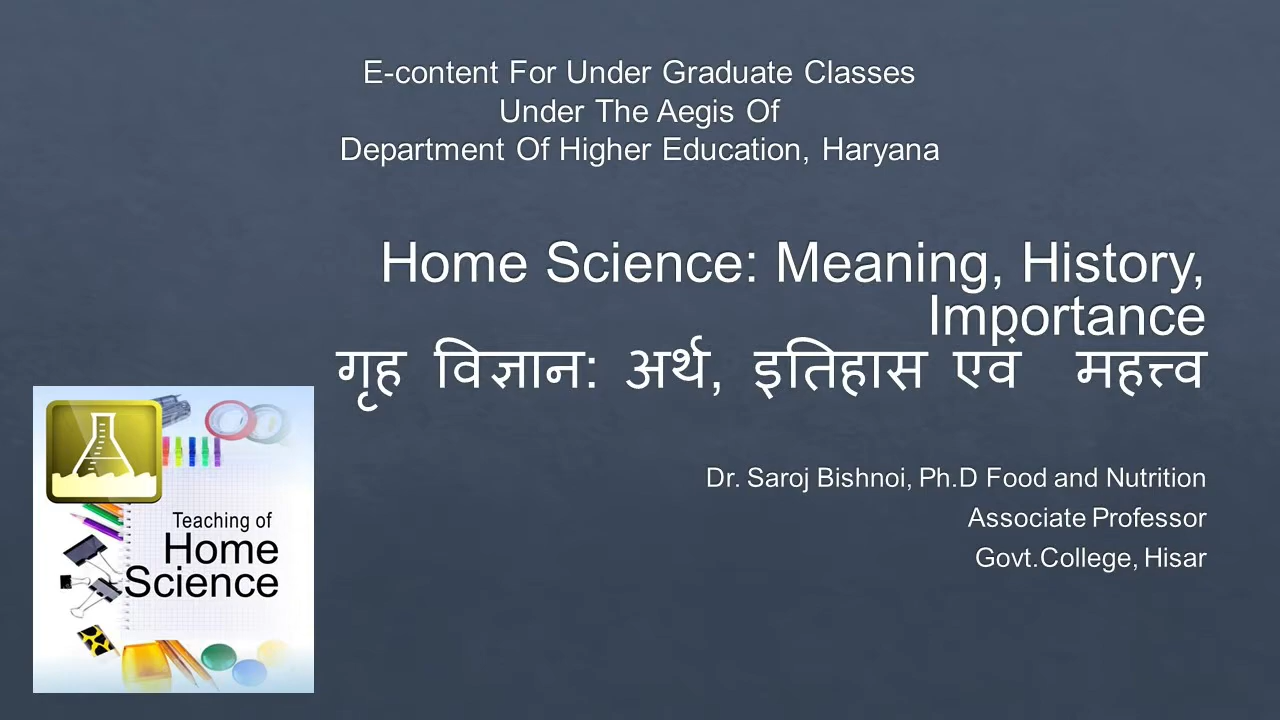 E-content For Under Graduate Classes
Under The Aegis Of
Department Of Higher Education, Haryana
Home Science: Meaning, History,
Importance
गृह विज्ञान: अर्थ, इतिहास एवं महत्त्व
Dr. Saroj Bishnoi, Ph.D Food and Nutrition
Associate Professor
Govt.College, Hisar
Teaching of
Home
Science